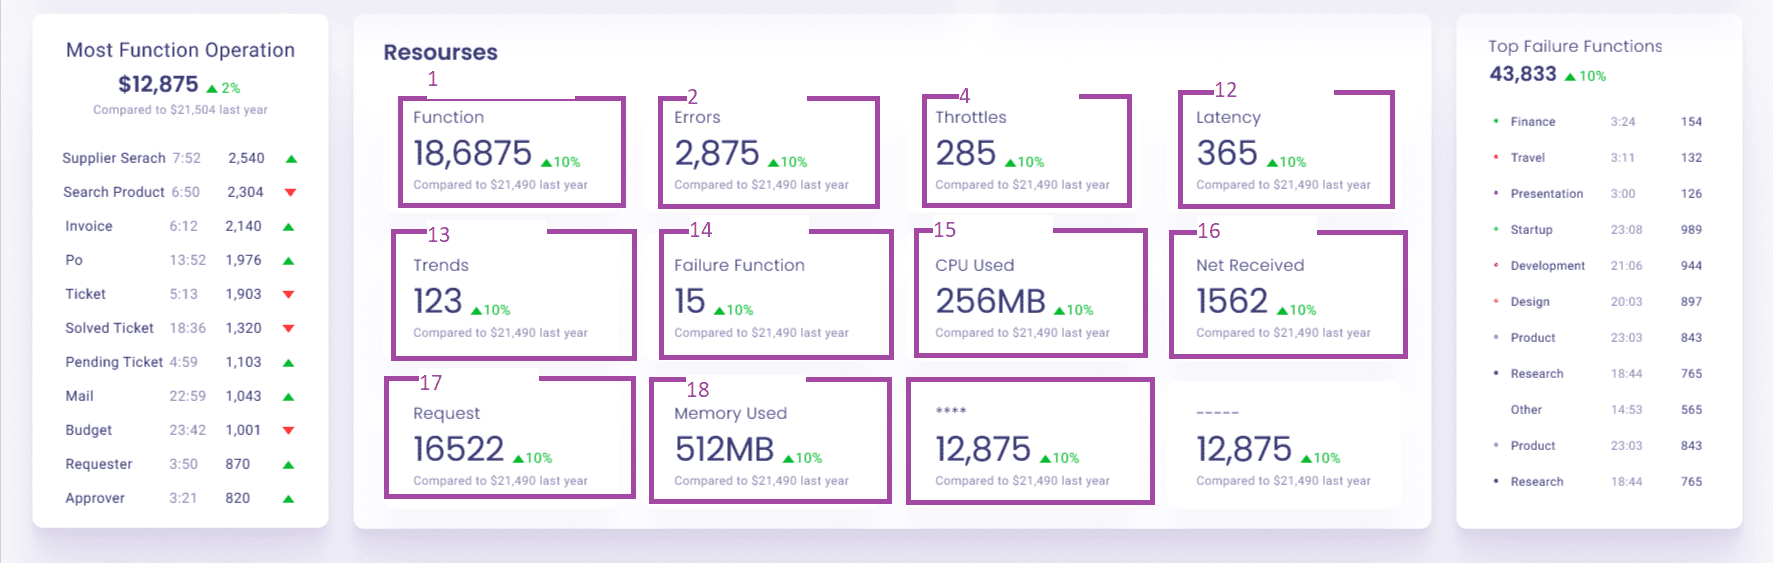 Most Function Operation
$12,875 ▲ 2%
Compared to $21,504 last year
Supplier Serach 7:52 2,540 ▲
Search Product 6:50 2,304 ▼
Invoice 6:12 2,140 ▲
Po 13:52 1,976 ▲
Ticket 5:13 1,903 ▼
Solved Ticket 18:36 1,320 ▼
Pending Ticket 4:59 1,103 ▲
Mail 22:59 1,043 ▲
Budget 23:42 1,001 ▼
Requester 3:50 870 ▲
Approver 3:21 820 ▲
Resourses
1
Function
18,6875 ▲10%
Compared to $21,490 last year
2
Errors
2,875 ▲10%
Compared to $21,490 last year
4
Throttles
285 ▲10%
Compared to $21,490 last year
12
Latency
365 ▲10%
Compared to $21,490 last year
13
Trends
123 ▲10%
Compared to $21,490 last year
14
Failure Function
15 ▲10%
Compared to $21,490 last year
15
CPU Used
256MB ▲10%
Compared to $21,490 last year
16
Net Received
1562 ▲10%
Compared to $21,490 last year
17
Request
16522 ▲10%
Compared to $21,490 last year
18
Memory Used
512MB ▲10%
Compared to $21,490 last year
****
12,875 ▲10%
Compared to $21,490 last year
-----
12,875 ▲10%
Compared to $21,490 last year
Top Failure Functions
43,833 ▲ 10%
Finance 3:24 154
Travel 3:11 132
Presentation 3:00 126
Startup 23:08 989
Development 21:06 944
Design 20:03 897
Product 23:03 843
Research 18:44 765
Other 14:53 565
Product 23:03 843
Research 18:44 765